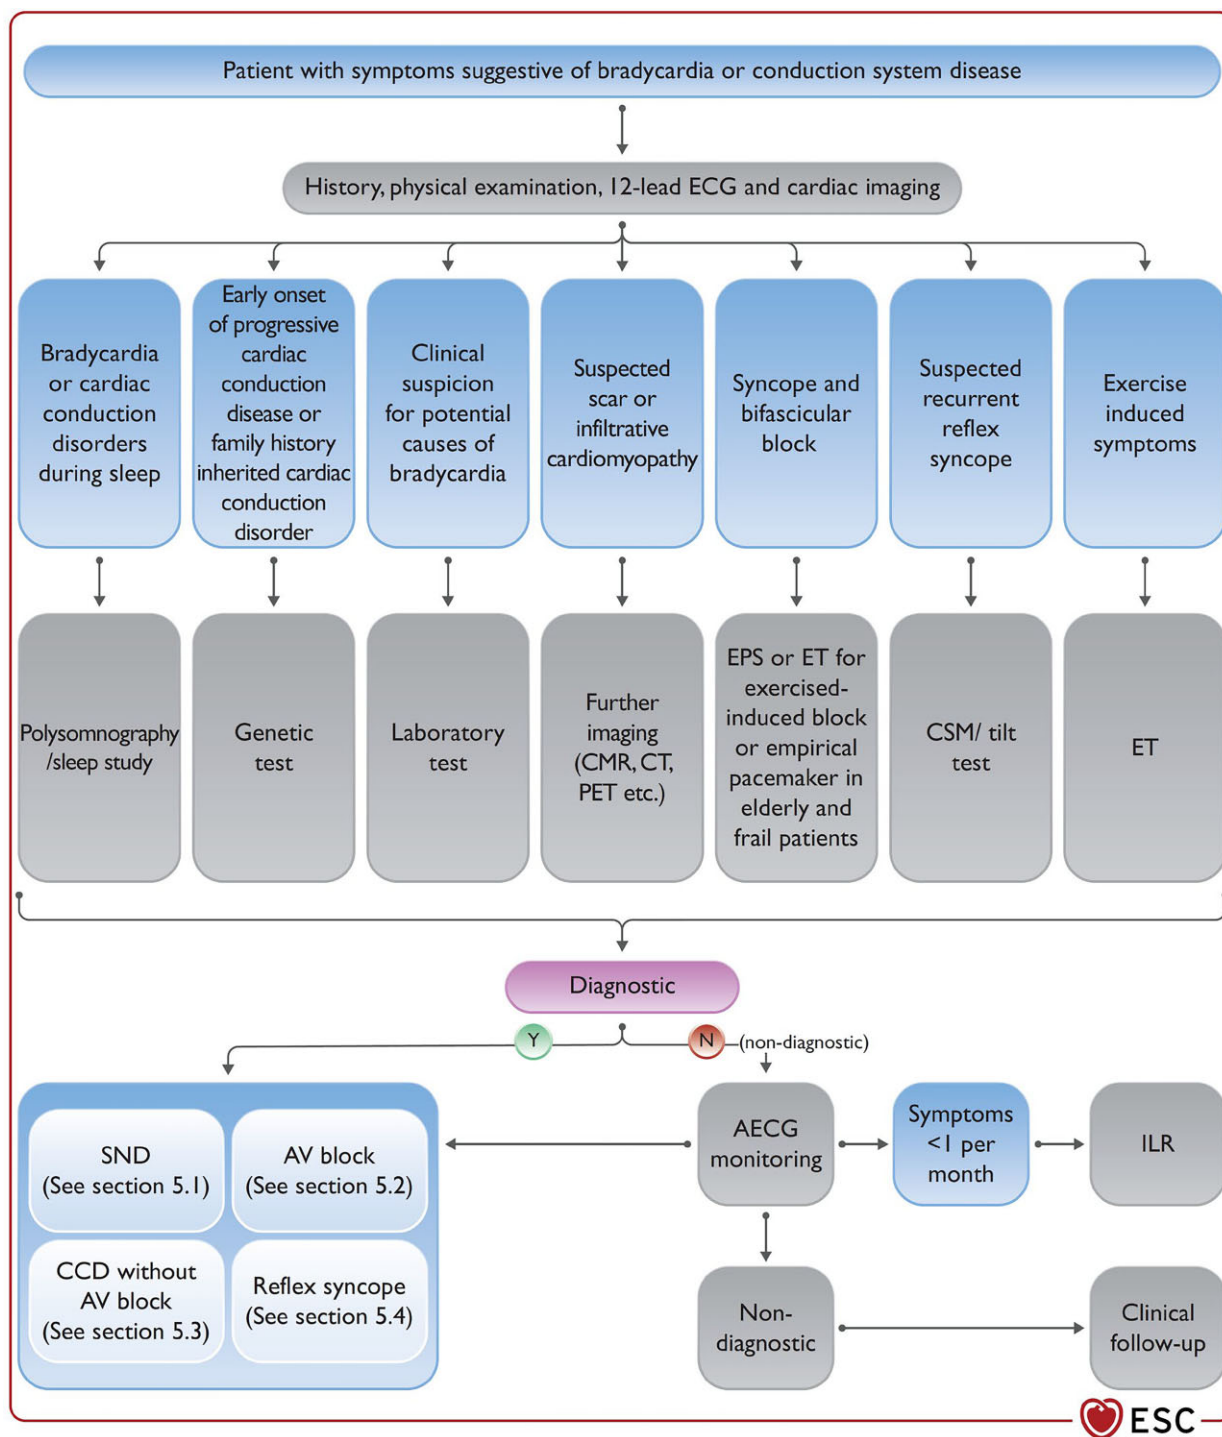 Patient with symptoms suggestive of bradycardia or conduction system disease
History, physical examination, 12-lead ECG and cardiac imaging
Bradycardia
or cardiac
conduction
disorders
during sleep
Early onset
of progressive
cardiac
conduction
disease or
family history
inherited cardiac
conduction
disorder
Clinical
suspicion
for potential
causes of
bradycardia
Suspected
scar or
infiltrative
cardiomyopathy
Syncope and
bifascicular
block
Suspected
recurrent
reflex
syncope
Exercise
induced
symptoms
Polysomnography
/sleep study
Genetic
test
Laboratory
test
Further
imaging
(CMR, CT,
PET etc.)
EPS or ET for
exercised-
induced block
or empirical
pacemaker in
elderly and
frail patients
CSM/ tilt
test
ET
Diagnostic
Y
N
(non-diagnostic)
SND
(See section 5.1)
AV block
(See section 5.2)
CCD without
AV block
(See section 5.3)
Reflex syncope
(See section 5.4)
AECG
monitoring
Symptoms
<1 per
month
ILR
Non-
diagnostic
Clinical
follow-up
ESC